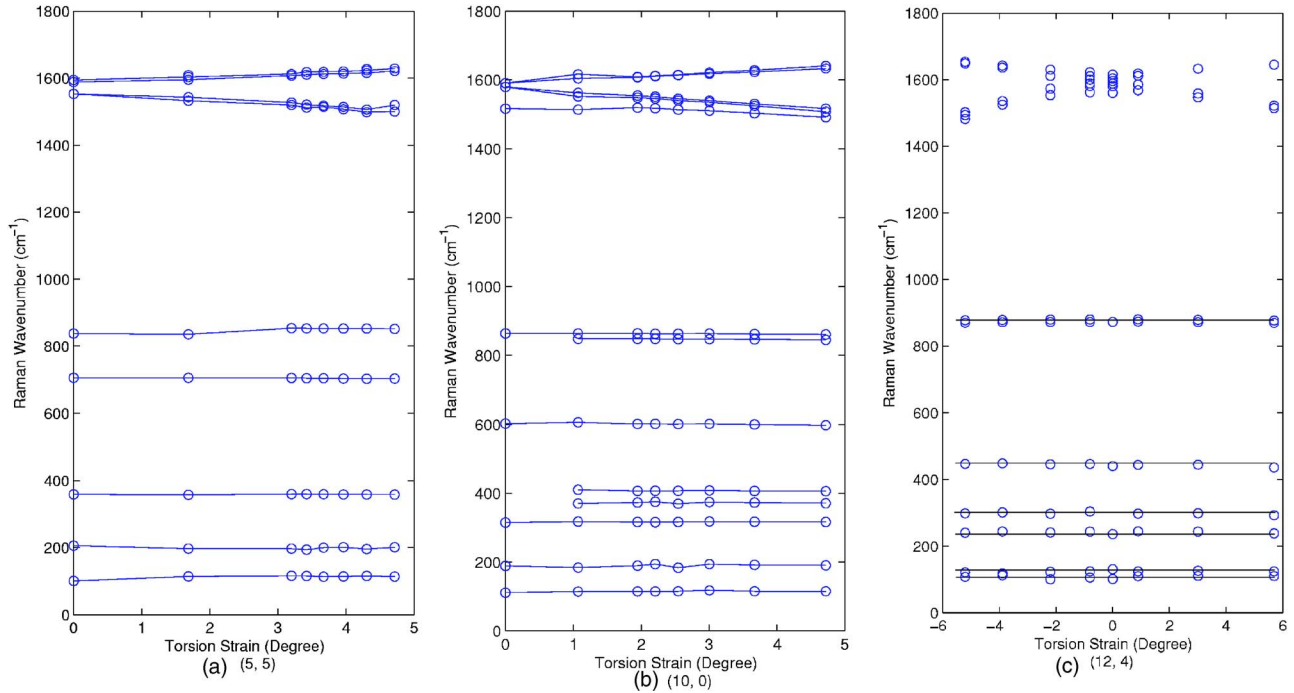 1800
1600
1400
1200
1800
1000
800
600
400
200
0
Raman Wavenumber (cm−1)
0 1 2 3 4 5
Torsion Strain (Degree)
(a) (5, 5)
1800
1600
1400
1200
1800
1000
800
600
400
200
0
Raman Wavenumber (cm−1)
0 1 2 3 4 5
Torsion Strain (Degree)
(b) (10, 0)
1800
1600
1400
1800
1000
800
600
400
200
0
Raman Wavenumber (cm−1)
−6 −4 −2 0 2 4 6
Torsion Strain (Degree)
(c) (12, 4)